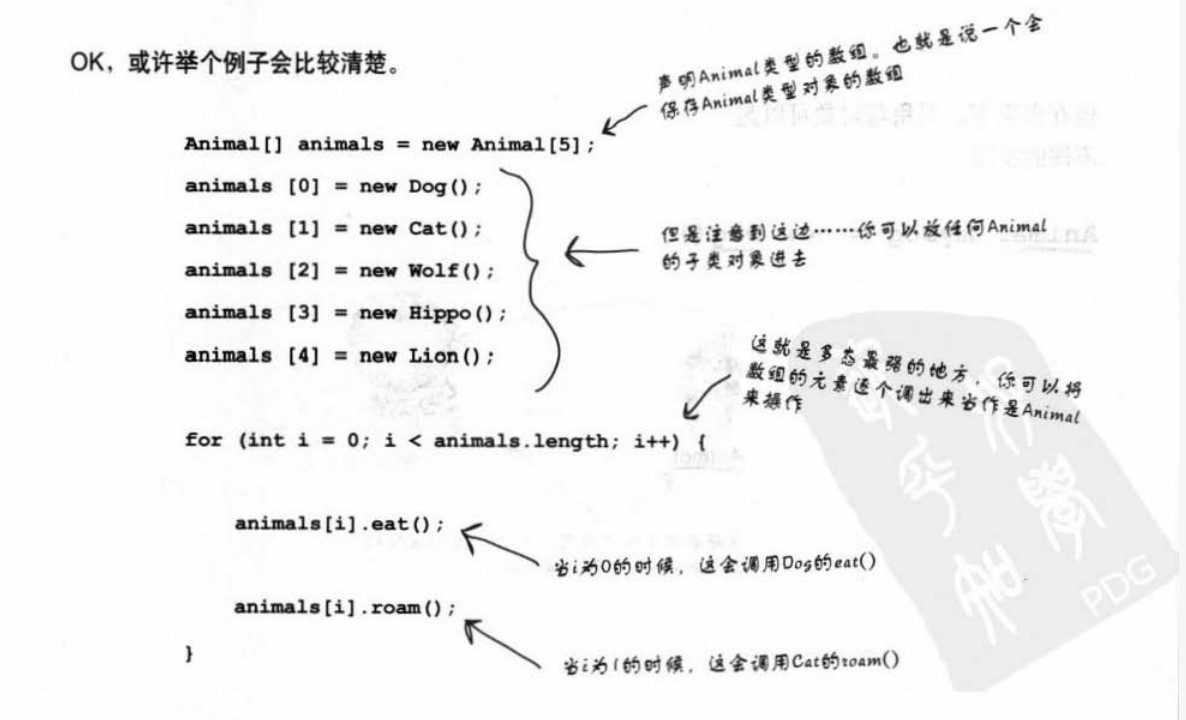 OK，或许举个例子会比较清楚。
声明Animal类型的数组。也就是说一个会
保存Animal类型对象的数组
Animal[] animals = new Animal[5];
animals [0] = new Dog();
animals [1] = new Cat();
animals [2] = new Wolf();
animals [3] = new Hippo();
animals [4] = new Lion();
但是注意到这边……你可以放任何Animal
的子类对象进去
这就是多态最强的地方，你可以将
数组的元素逐个调出来当作是Animal
来操作
for (int i = 0; i < animals.length; i++) {
animals[i].eat();
当i为0的时候，这会调用Dog的eat()
animals[i].roam();
当i为1的时候，这会调用Cat的roam()
}
PDG